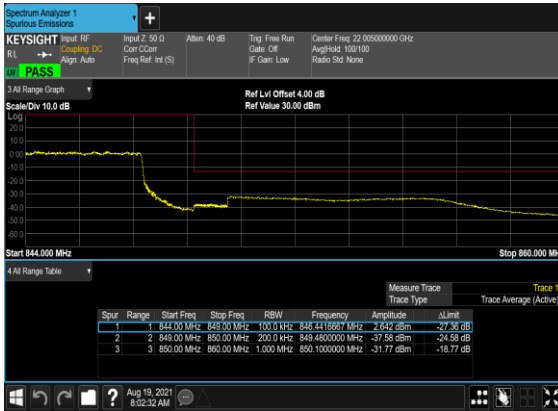 Spectrum Analyzer 1
Spurious Emissions
+
KEYSIGHT Input: RF Input Z: 50 Ω Atten: 40 dB Trig: Free Run Center Freq: 22.005000000 GHz
RL Coupling: DC Corr CCorr Gate: Off Avg|Hold: 100/100
Align: Auto Freq Ref: Int (S) IF Gain: Low Radio Std: None
PASS
3 All Range Graph
Ref Lvl Offset 4.00 dB
Scale/Div 10.0 dB Ref Value 30.00 dBm
Log
20.0
10.0
0.00
-10.0
-20.0
-30.0
-40.0
-50.0
-60.0
Start 844.000 MHz Stop 860.000 MH
4 All Range Table
Measure Trace Trace 1
Trace Type Trace Average (Active)
Spur Range Start Freq Stop Freq RBW Frequency Amplitude ΔLimit
1 1 844.00 MHz 849.00 MHz 100.0 kHz 846.4416667 MHz 2.642 dBm -27.36 dB
2 2 849.00 MHz 850.00 MHz 200.0 kHz 849.4800000 MHz -37.58 dBm -24.58 dB
3 3 850.00 MHz 860.00 MHz 1.000 MHz 850.1000000 MHz -31.77 dBm -18.77 dB
?
Aug 19, 2021
8:02:32 AM